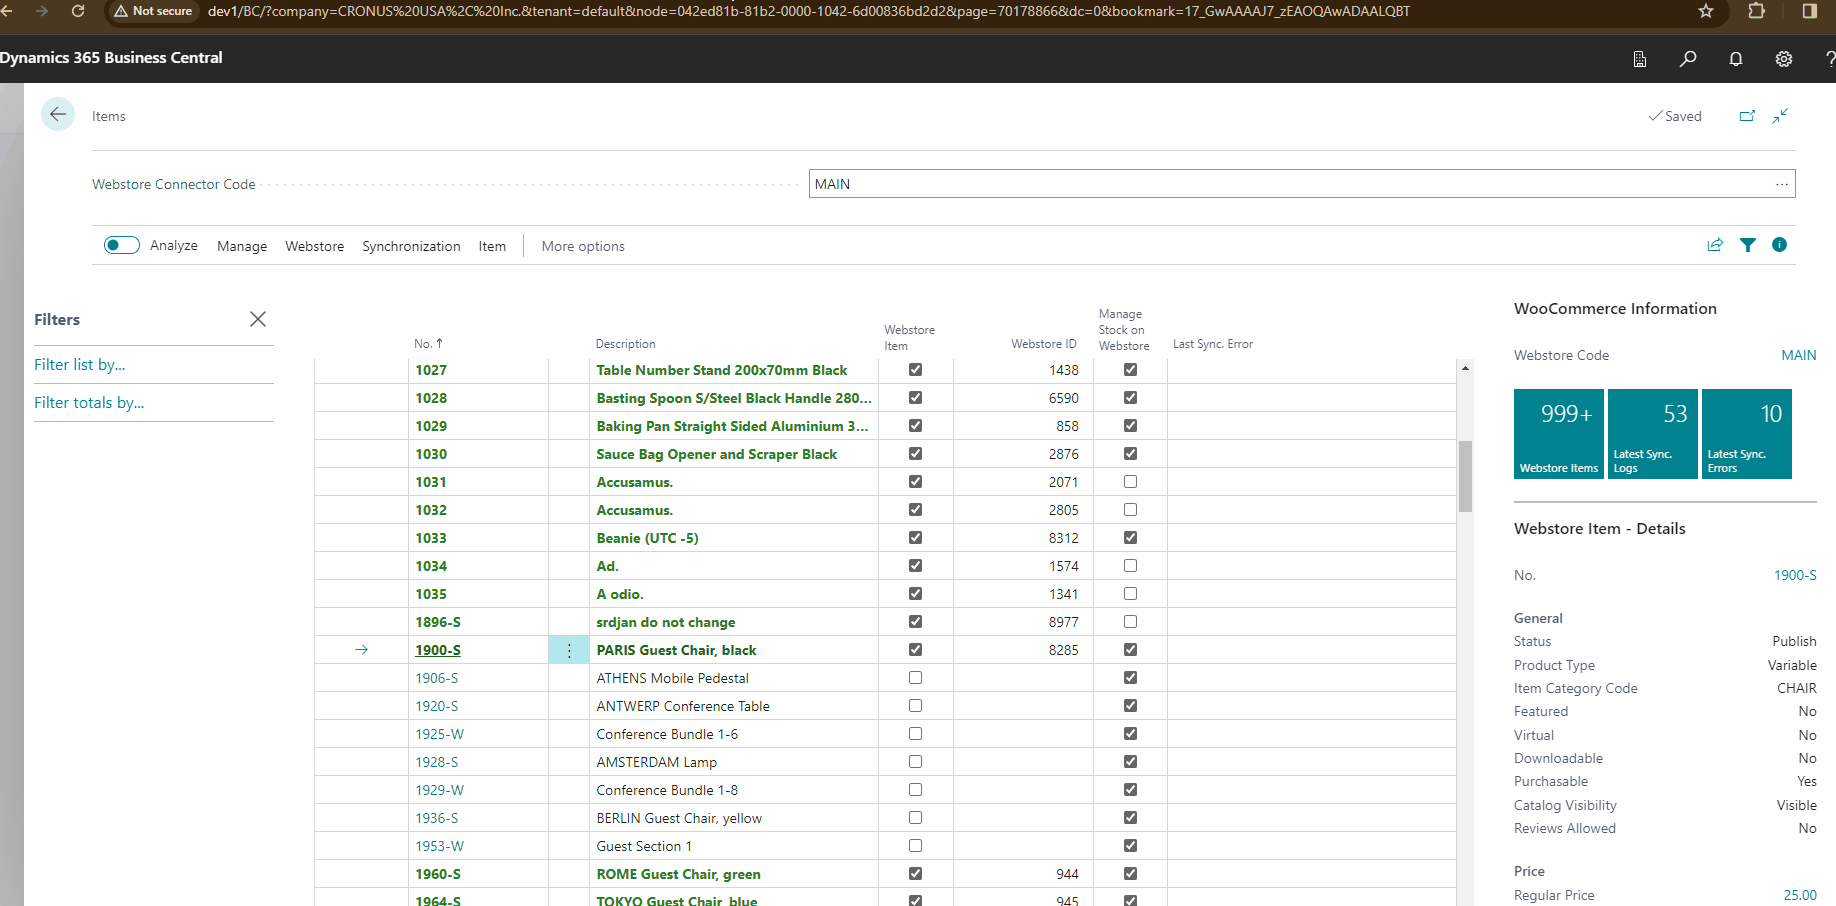 Not secure dev1/BC/?company=CRONUS%20USA%2C%20Inc.&tenant=default&node=042ed81b-81b2-0000-1042-6d00836bd2d2&page=70178866&dc=0&bookmark=17_GwAAAAJ7_zEAOQAwADAALQBT
Dynamics 365 Business Central
Items
Saved
Webstore Connector Code
MAIN
Analyze Manage Webstore Synchronization Item More options
Filters
Filter list by...
Filter totals by...
No. ↑ Description Webstore Item Webstore ID Manage Stock on Webstore Last Sync. Error
1027 Table Number Stand 200x70mm Black 1438
1028 Basting Spoon S/Steel Black Handle 280... 6590
1029 Baking Pan Straight Sided Aluminium 3... 858
1030 Sauce Bag Opener and Scraper Black 2876
1031 Accusamus. 2071
1032 Accusamus. 2805
1033 Beanie (UTC -5) 8312
1034 Ad. 1574
1035 A odio. 1341
1896-S srdjan do not change 8977
1900-S PARIS Guest Chair, black 8285
1906-S ATHENS Mobile Pedestal
1920-S ANTWERP Conference Table
1925-W Conference Bundle 1-6
1928-S AMSTERDAM Lamp
1929-W Conference Bundle 1-8
1936-S BERLIN Guest Chair, yellow
1953-W Guest Section 1
1960-S ROME Guest Chair, green 944
1964-S TOKYO Guest Chair, blue 945
WooCommerce Information
Webstore Code MAIN
999+ Webstore Items
53 Latest Sync. Logs
10 Latest Sync. Errors
Webstore Item - Details
No. 1900-S
General
Status Publish
Product Type Variable
Item Category Code CHAIR
Featured No
Virtual No
Downloadable No
Purchasable Yes
Catalog Visibility Visible
Reviews Allowed No
Price
Regular Price 25.00